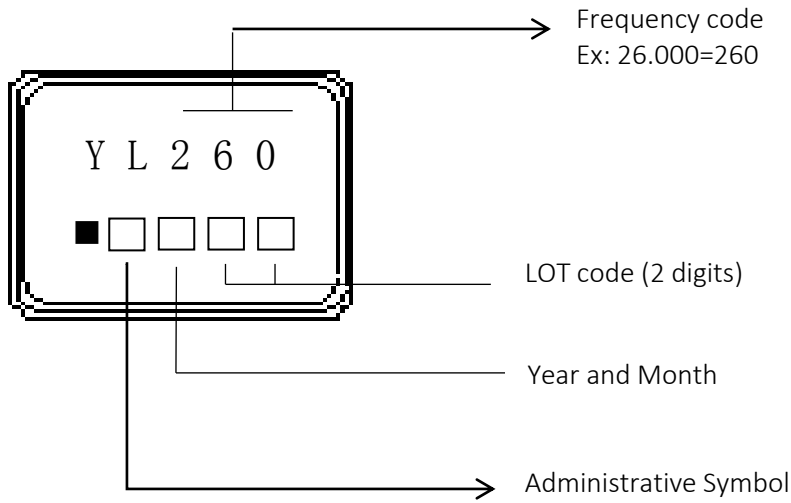 Frequency code
Ex: 26.000=260
Y L 2 6 0
LOT code (2 digits)
Year and Month
Administrative Symbol